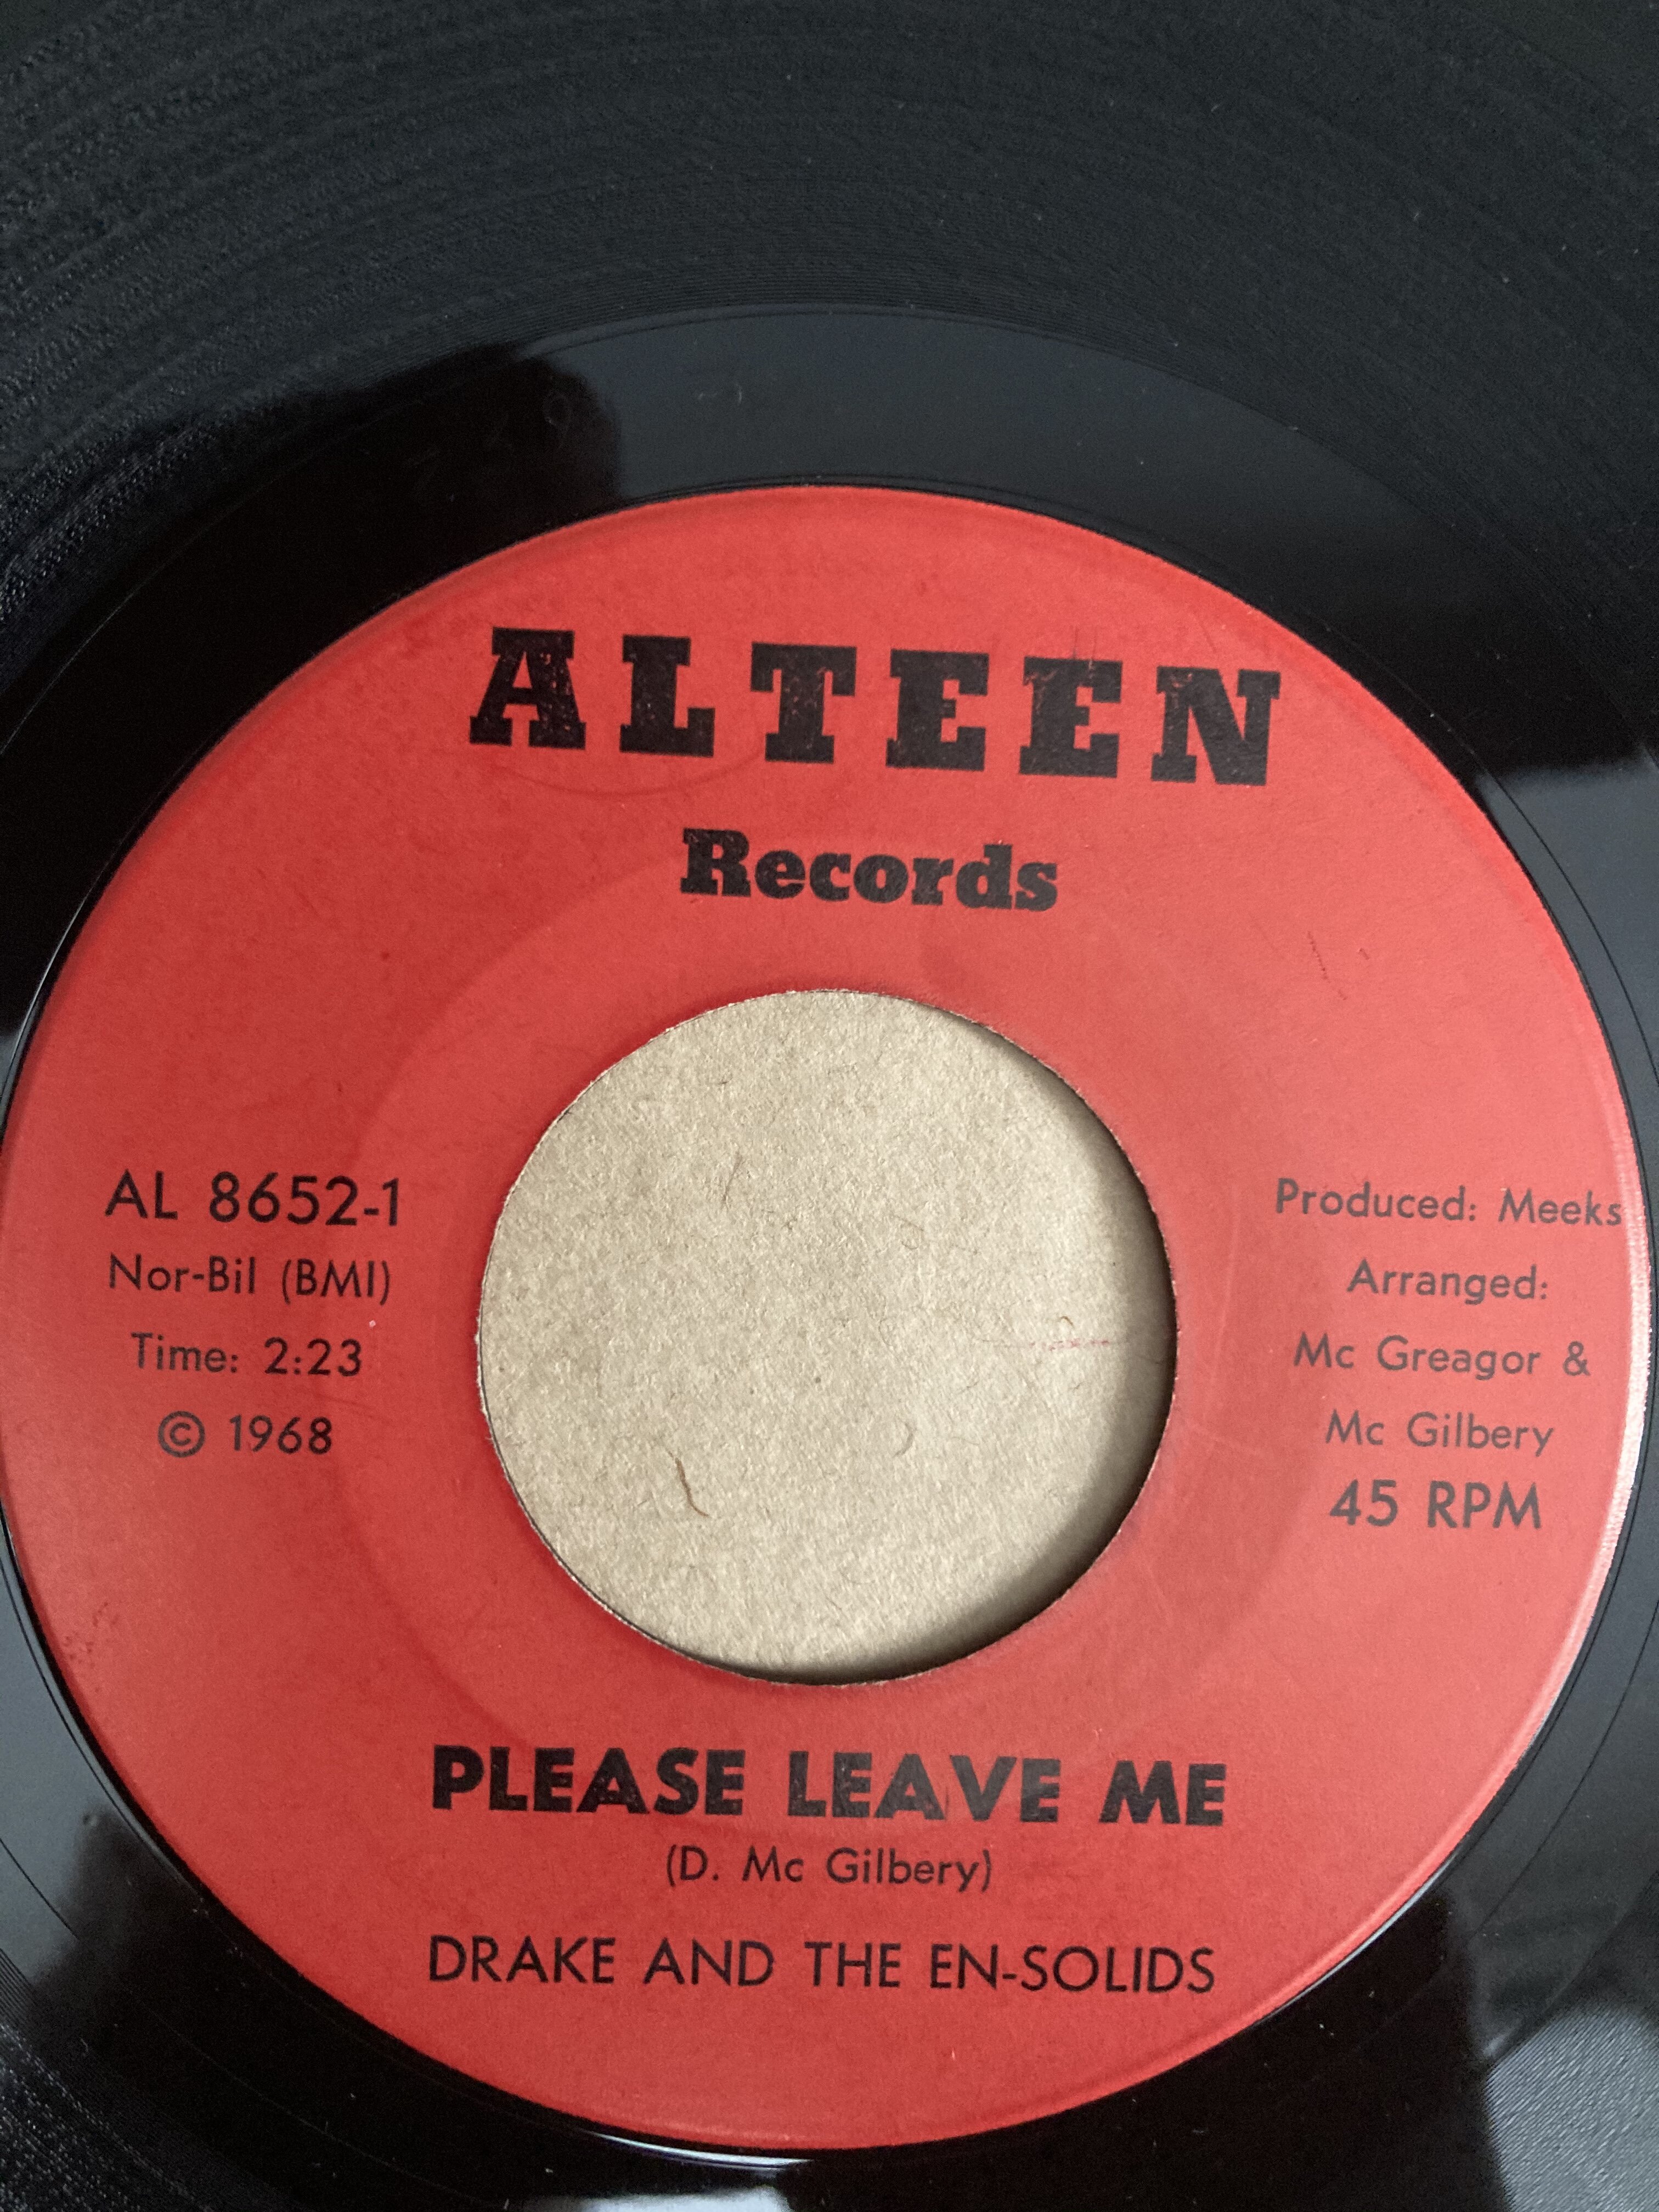 ALTEEN
Records
AL 8652-1
Nor-Bil (BMI)
Time: 2:23
© 1968
Produced: Meeks
Arranged:
Mc Greagor &
Mc Gilbery
45 RPM
PLEASE LEAVE ME
(D. Mc Gilbery)
DRAKE AND THE EN-SOLIDS